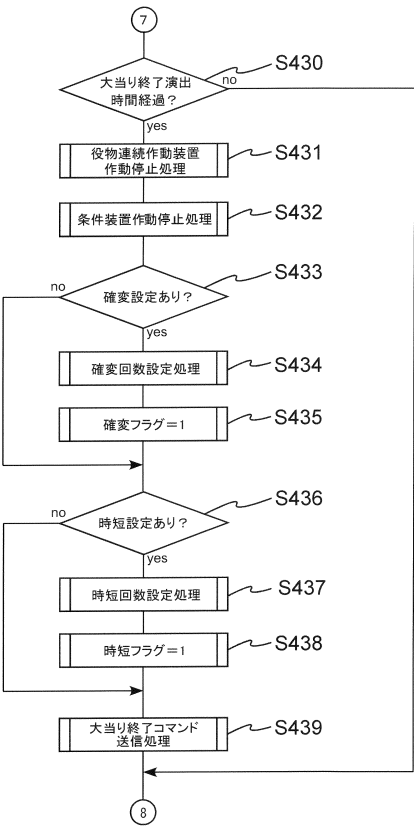 7
大当り終了演出
時間経過？
S430
no
yes
役物連続作動装置
作動停止処理
S431
条件装置作動停止処理
S432
確変設定あり？
S433
no
yes
確変回数設定処理
S434
確変フラグ＝1
S435
時短設定あり？
S436
no
yes
時短回数設定処理
S437
時短フラグ＝1
S438
大当り終了コマンド
送信処理
S439
8